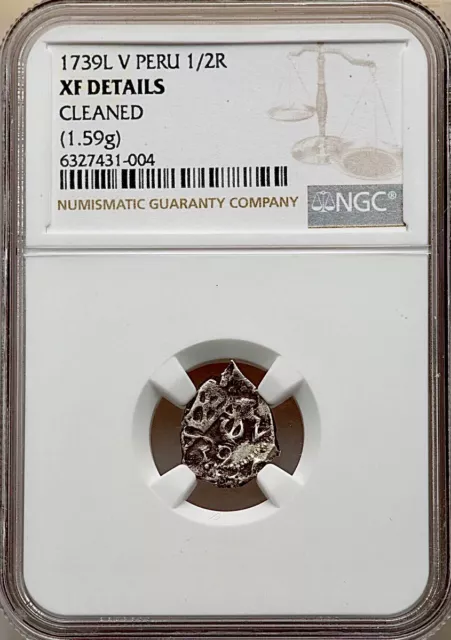 1739L V PERU 1/2R
XF DETAILS
CLEANED
(1.59g)
6327431-004
NUMISMATIC GUARANTY COMPANY
NGC®